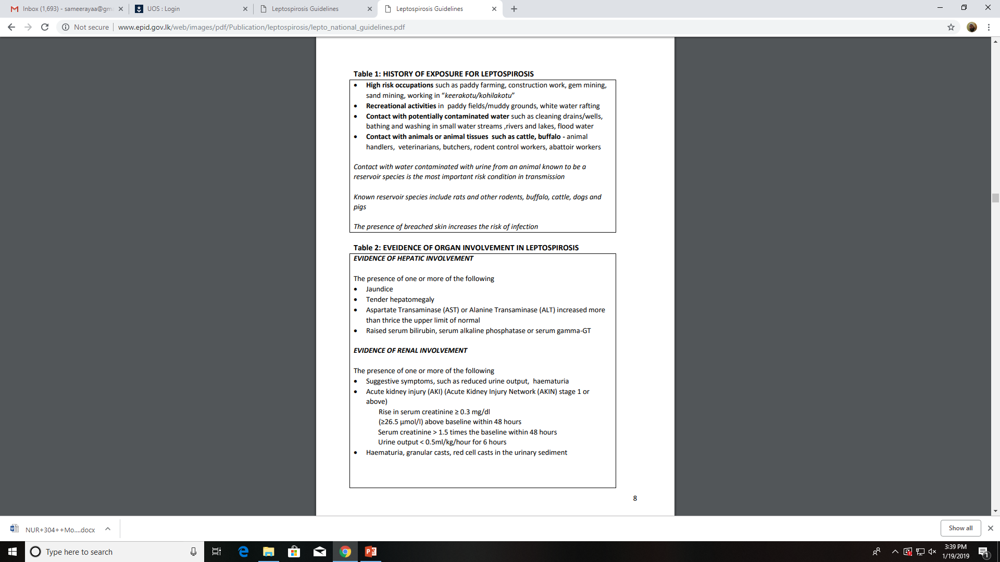 Inbox (1,693) - sameerayaa@gm
UOS : Login
Leptospirosis Guidelines
Leptospirosis Guidelines
Not secure
www.epid.gov.lk/web/images/pdf/Publication/leptospirosis/lepto_national_guidelines.pdf
Table 1: HISTORY OF EXPOSURE FOR LEPTOSPIROSIS
• High risk occupations such as paddy farming, construction work, gem mining,
sand mining, working in “keerakotu/kohilakotu”
• Recreational activities in paddy fields/muddy grounds, white water rafting
• Contact with potentially contaminated water such as cleaning drains/wells,
bathing and washing in small water streams ,rivers and lakes, flood water
• Contact with animals or animal tissues such as cattle, buffalo - animal
handlers, veterinarians, butchers, rodent control workers, abattoir workers
Contact with water contaminated with urine from an animal known to be a
reservoir species is the most important risk condition in transmission
Known reservoir species include rats and other rodents, buffalo, cattle, dogs and
pigs
The presence of breached skin increases the risk of infection
Table 2: EVEIDENCE OF ORGAN INVOLVEMENT IN LEPTOSPIROSIS
EVIDENCE OF HEPATIC INVOLVEMENT
The presence of one or more of the following
• Jaundice
• Tender hepatomegaly
• Aspartate Transaminase (AST) or Alanine Transaminase (ALT) increased more
than thrice the upper limit of normal
• Raised serum bilirubin, serum alkaline phosphatase or serum gamma-GT
EVIDENCE OF RENAL INVOLVEMENT
The presence of one or more of the following
• Suggestive symptoms, such as reduced urine output, haematuria
• Acute kidney injury (AKI) (Acute Kidney Injury Network (AKIN) stage 1 or
above)
Rise in serum creatinine ≥ 0.3 mg/dl
(≥26.5 µmol/l) above baseline within 48 hours
Serum creatinine > 1.5 times the baseline within 48 hours
Urine output < 0.5ml/kg/hour for 6 hours
• Haematuria, granular casts, red cell casts in the urinary sediment
8
NUR+304++Mo....docx
Show all
Type here to search
3:39 PM
1/19/2019
1